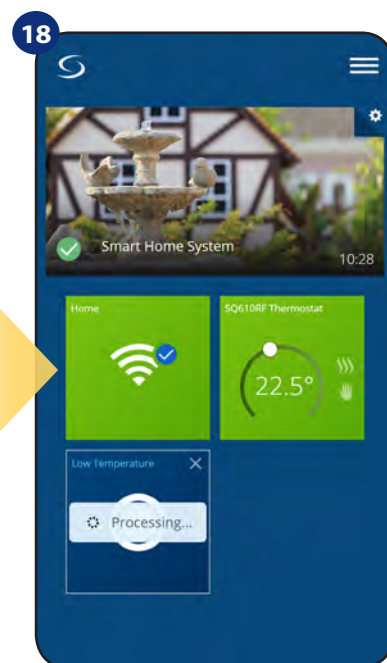 18
Smart Home System
10:28
Home
SQ610RF Thermostat
22.5°
Low Temperature
Processing...